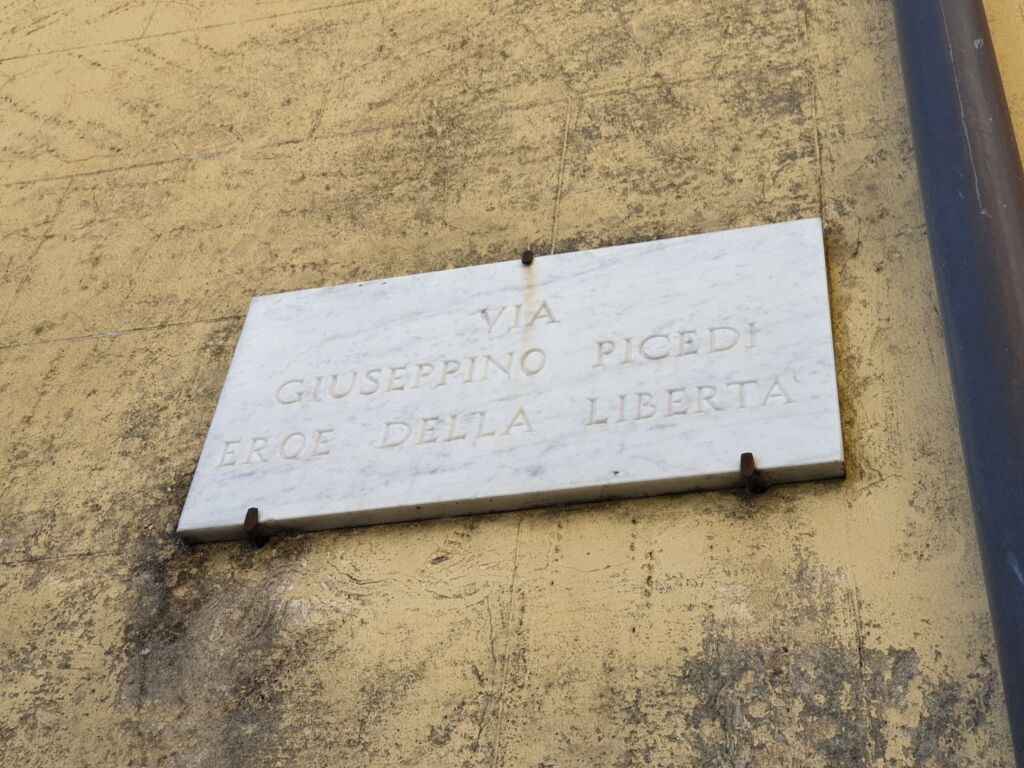 VIA
GIUSEPPINO PICEDI
EROE DELLA LIBERTA'